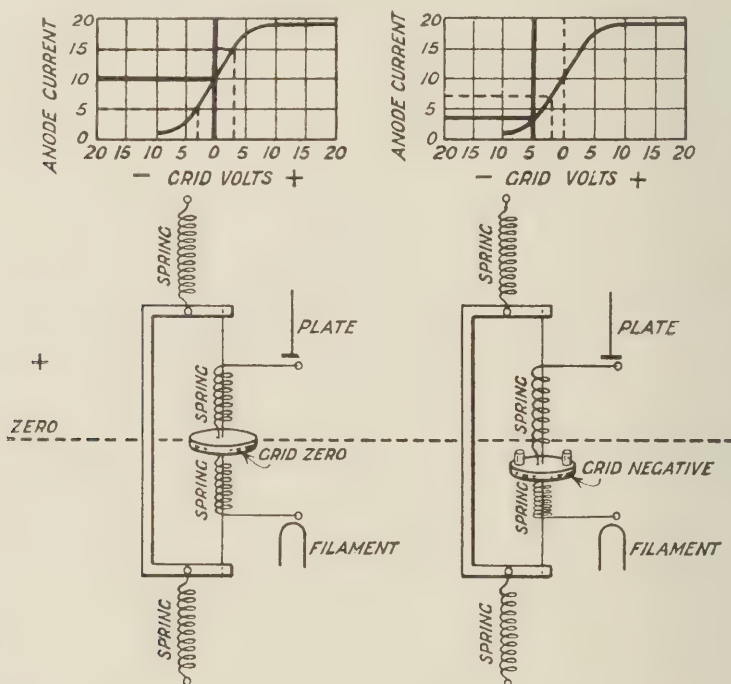 ANODE CURRENT
20
15
10
5
0
20 15 10 5 0 5 10 15 20
− GRID VOLTS +
ANODE CURRENT
20
15
10
5
0
20 15 10 5 0 5 10 15 20
− GRID VOLTS +
SPRING
PLATE
+
SPRING
ZERO
GRID ZERO
SPRING
FILAMENT
SPRING
SPRING
PLATE
SPRING
GRID NEGATIVE
SPRING
FILAMENT
SPRING